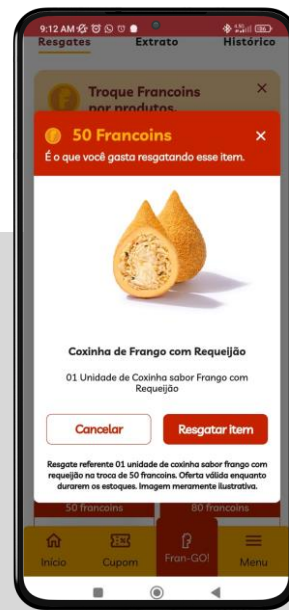 9:12 AM
Resgates Extrato Histórico
Troque Francoins
por produtos.
50 Francoins
É o que você gasta resgatando esse item.
Coxinha de Frango com Requeijão
01 Unidade de Coxinha sabor Frango com
Requeijão
Cancelar
Resgatar item
Resgate referente 01 unidade de coxinha sabor frango com
requeijão na troca de 50 francoins. Oferta válida enquanto
durarem os estoques. Imagem meramente ilustrativa.
50 francoins 80 francoins
Início Cupom Fran-GO! Menu